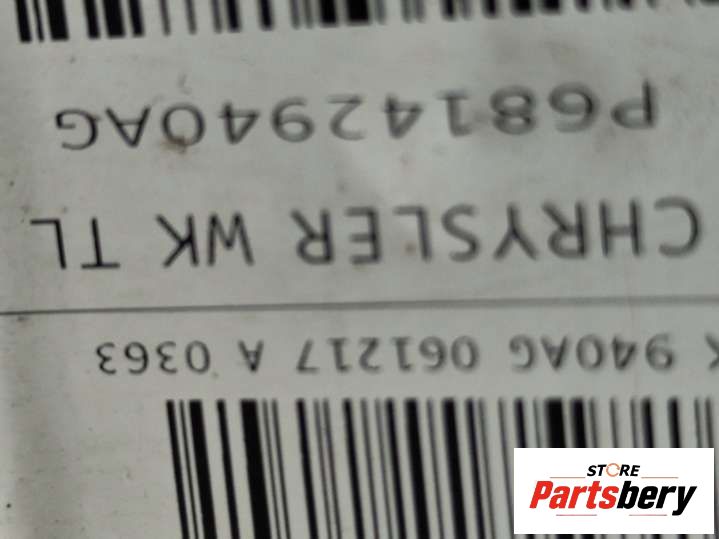 940AG 061217 A 0363
CHRYSLER WK TL
P68142940AG
STORE
Partsbery